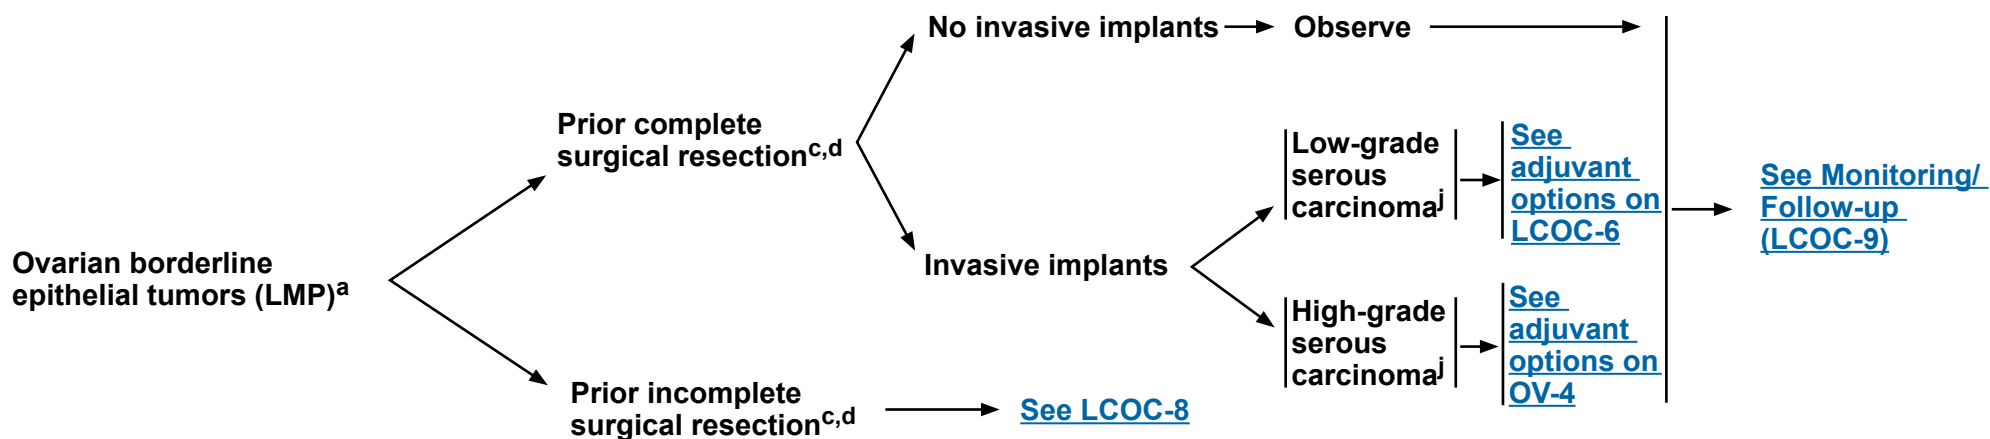 No invasive implants
Observe
Prior complete
surgical resectionc,d
Low-grade
serous
carcinomaj
See
adjuvant
options on
LCOC-6
See Monitoring/
Follow-up
(LCOC-9)
Ovarian borderline
epithelial tumors (LMP)a
Invasive implants
High-grade
serous
carcinomaj
See
adjuvant
options on
OV-4
Prior incomplete
surgical resectionc,d
See LCOC-8